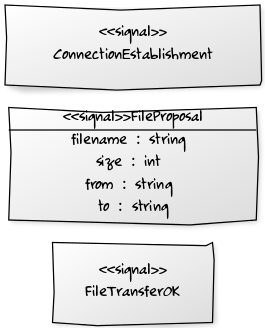 <<signal>>
ConnectionEstablishment
<<signal>>FileProposal
filename : string
size : int
from : string
to : string
<<signal>>
FileTransferOK